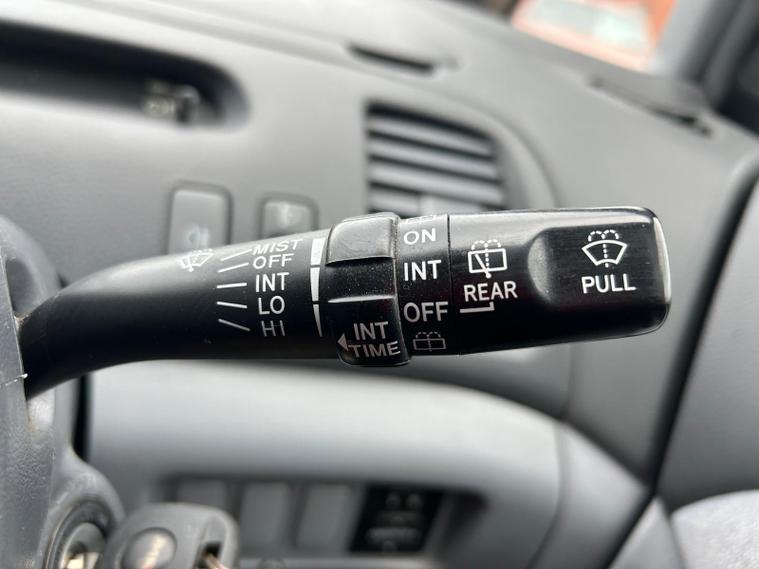 MIST
OFF
INT
LO
HI
INT
TIME
ON
INT
OFF
REAR
PULL